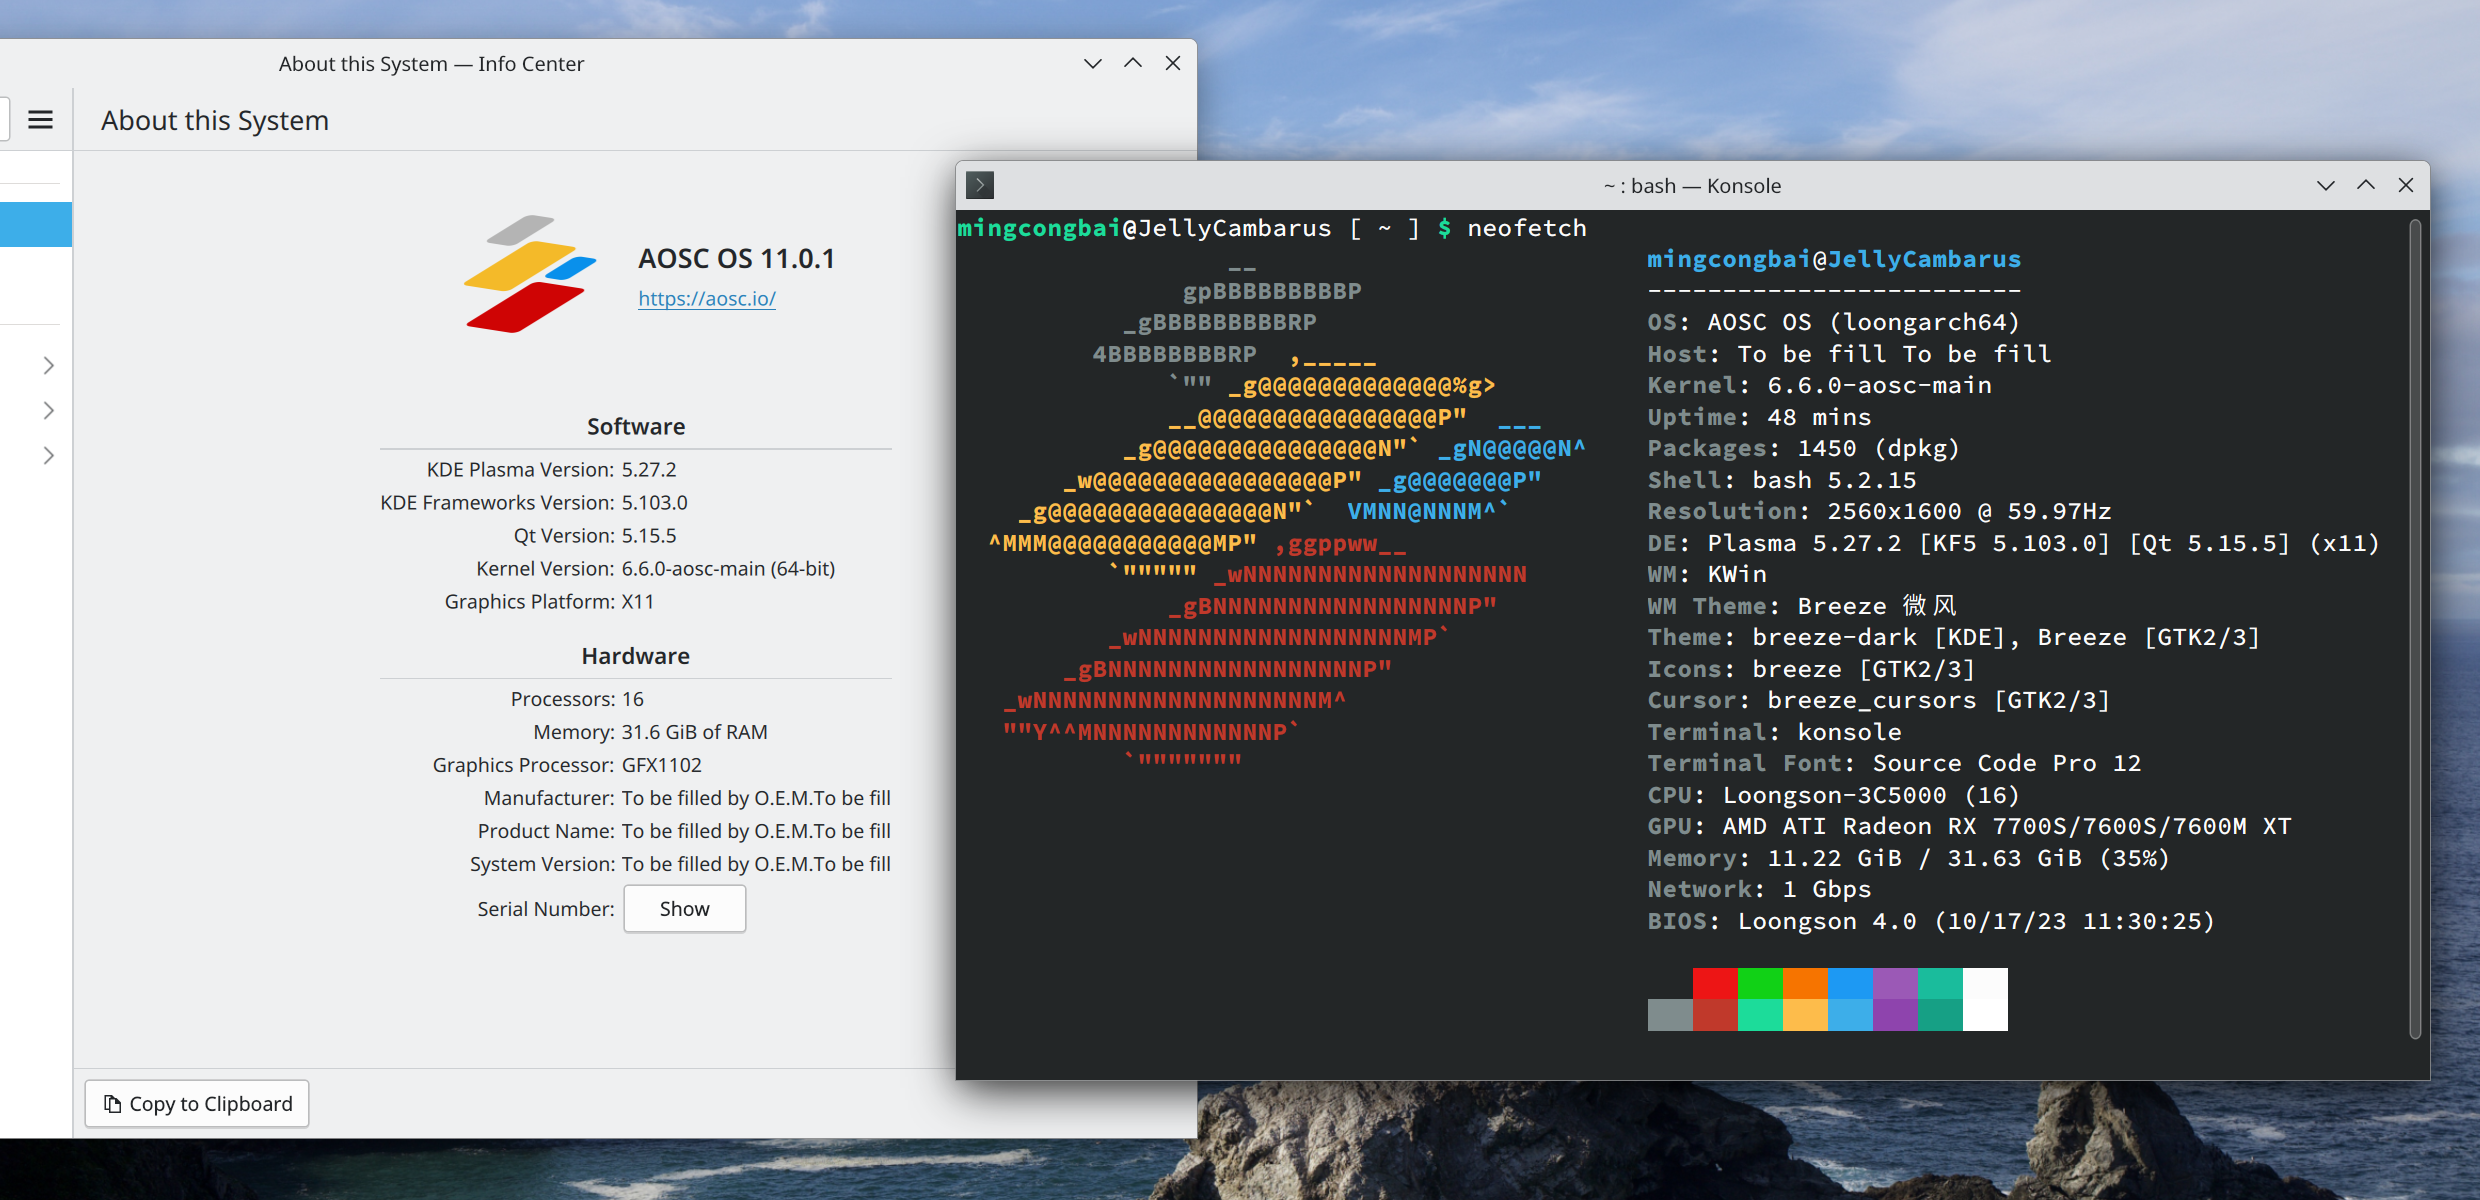 About this System — Info Center
About this System
AOSC OS 11.0.1
https://aosc.io/
Software
KDE Plasma Version: 5.27.2
KDE Frameworks Version: 5.103.0
Qt Version: 5.15.5
Kernel Version: 6.6.0-aosc-main (64-bit)
Graphics Platform: X11
Hardware
Processors: 16
Memory: 31.6 GiB of RAM
Graphics Processor: GFX1102
Manufacturer: To be filled by O.E.M.To be fill
Product Name: To be filled by O.E.M.To be fill
System Version: To be filled by O.E.M.To be fill
Serial Number: Show
Copy to Clipboard
~ : bash — Konsole
mingcongbai@JellyCambarus [ ~ ] $ neofetch
mingcongbai@JellyCambarus
-------------------------
OS: AOSC OS (loongarch64)
Host: To be fill To be fill
Kernel: 6.6.0-aosc-main
Uptime: 48 mins
Packages: 1450 (dpkg)
Shell: bash 5.2.15
Resolution: 2560x1600 @ 59.97Hz
DE: Plasma 5.27.2 [KF5 5.103.0] [Qt 5.15.5] (x11)
WM: KWin
WM Theme: Breeze 微风
Theme: breeze-dark [KDE], Breeze [GTK2/3]
Icons: breeze [GTK2/3]
Cursor: breeze_cursors [GTK2/3]
Terminal: konsole
Terminal Font: Source Code Pro 12
CPU: Loongson-3C5000 (16)
GPU: AMD ATI Radeon RX 7700S/7600S/7600M XT
Memory: 11.22 GiB / 31.63 GiB (35%)
Network: 1 Gbps
BIOS: Loongson 4.0 (10/17/23 11:30:25)